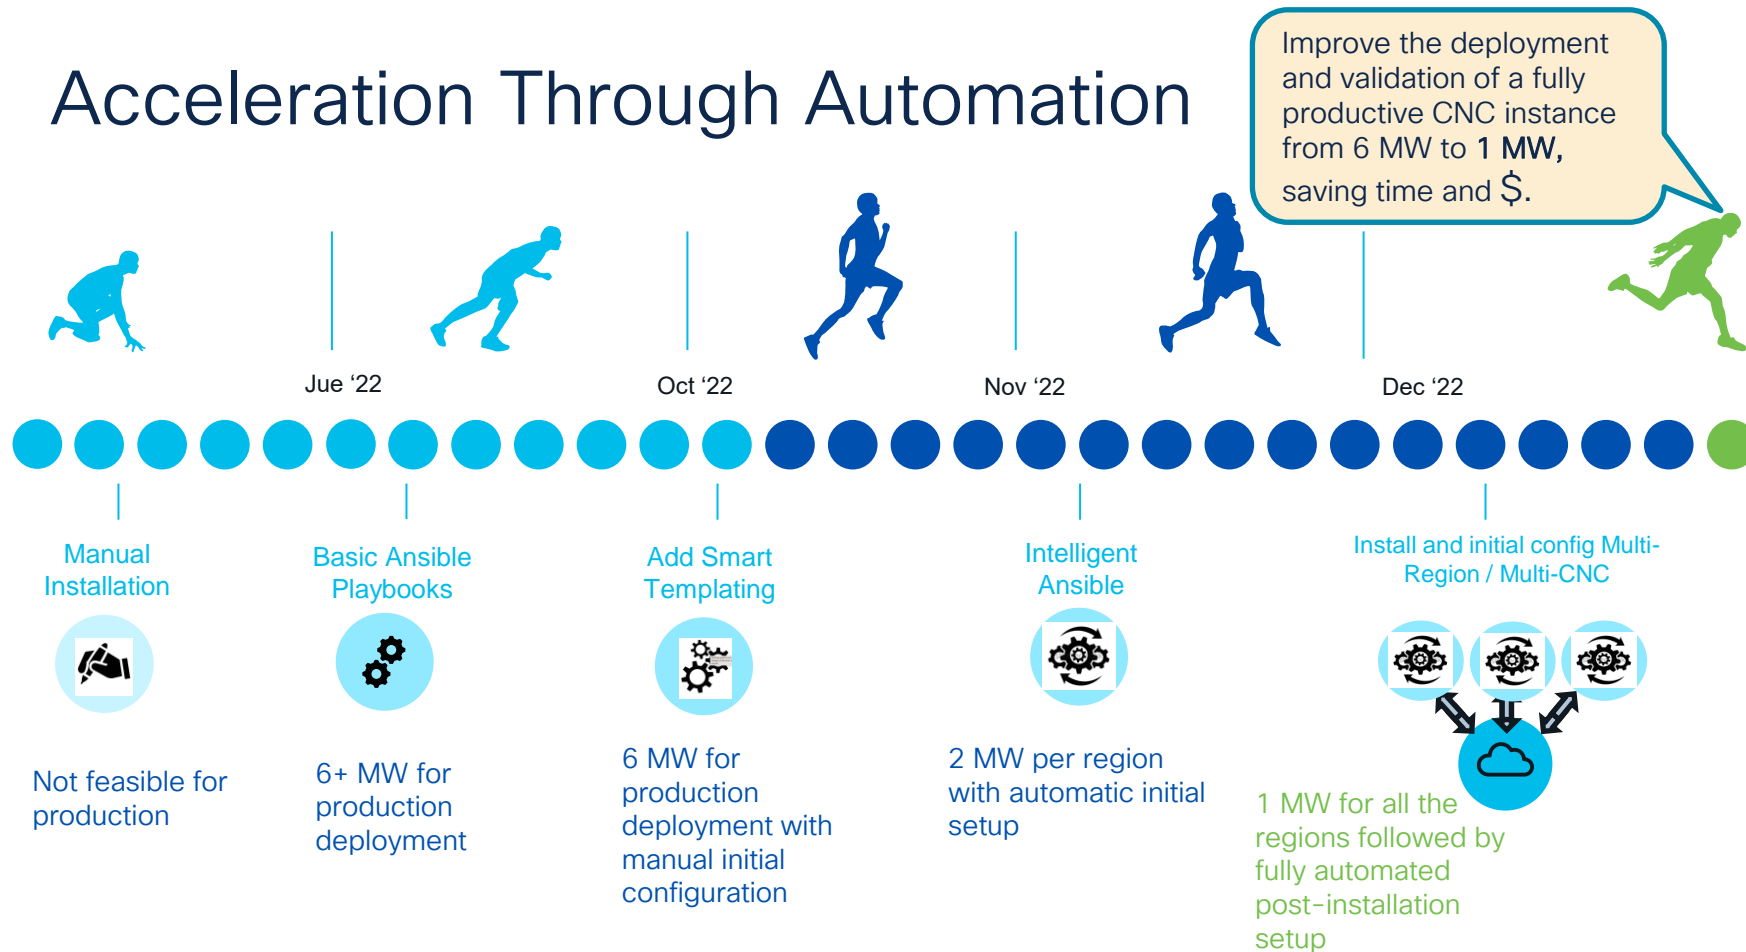 Acceleration Through Automation
Improve the deployment
and validation of a fully
productive CNC instance
from 6 MW to 1 MW,
saving time and $.
Jue ‘22
Oct ‘22
Nov ‘22
Dec ‘22
Manual
Installation
Basic Ansible
Playbooks
Add Smart
Templating
Intelligent
Ansible
Install and initial config Multi-
Region / Multi-CNC
Not feasible for
production
6+ MW for
production
deployment
6 MW for
production
deployment with
manual initial
configuration
2 MW per region
with automatic initial
setup
1 MW for all the
regions followed by
fully automated
post-installation
setup